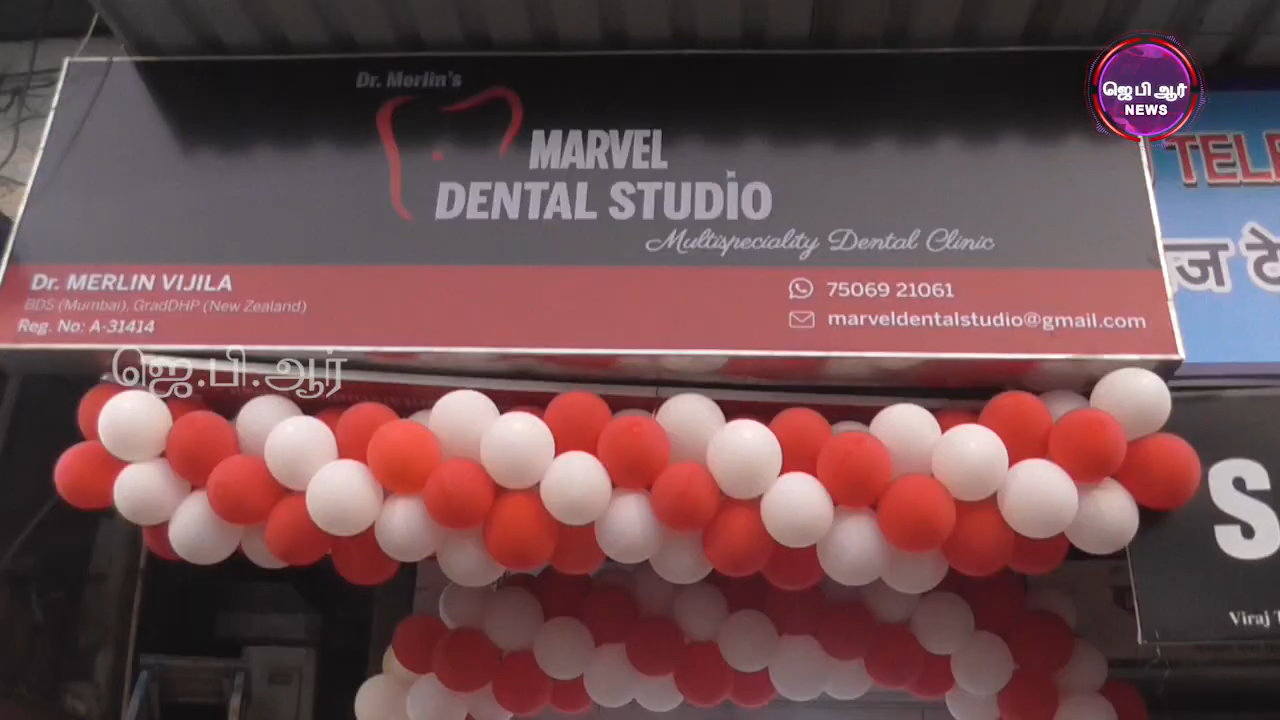 Dr. Merlin's
MARVEL
DENTAL STUDIO
Multispeciality Dental Clinic
Dr. MERLIN VIJILA
BDS (Mumbai), GradDHP (New Zealand)
Reg. No: A-31414
75069 21061
marveldentalstudio@gmail.com
ஜெ பி ஆர்
NEWS
ஜெ.பி.ஆர்
TELE
ज टे
S
Viraj T